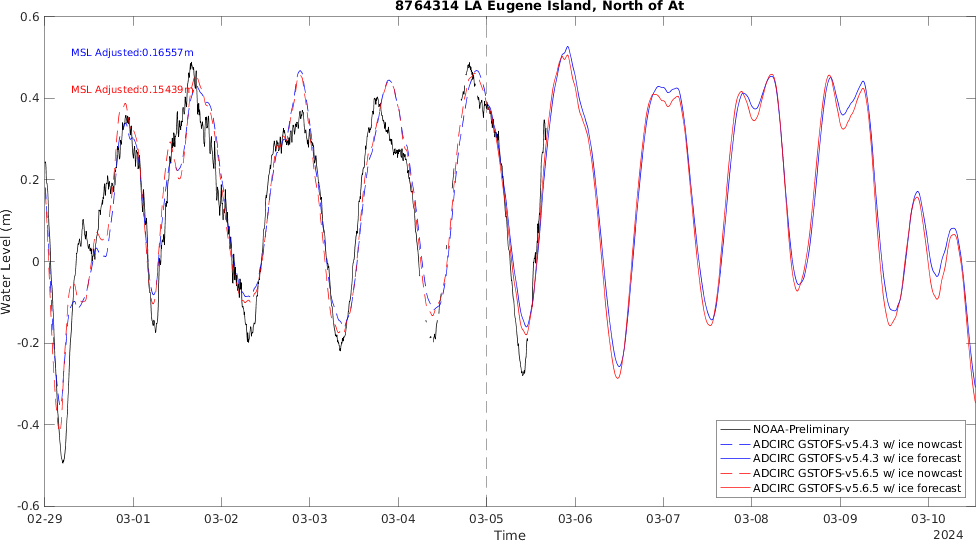 8764314 LA Eugene Island, North of At
MSL Adjusted:0.16557m
MSL Adjusted:0.15439m
Water Level (m)
0.6
0.4
0.2
0
-0.2
-0.4
-0.6
NOAA-Preliminary
ADCIRC GSTOFS-v5.4.3 w/ ice nowcast
ADCIRC GSTOFS-v5.4.3 w/ ice forecast
ADCIRC GSTOFS-v5.6.5 w/ ice nowcast
ADCIRC GSTOFS-v5.6.5 w/ ice forecast
02-29 03-01 03-02 03-03 03-04 03-05 03-06 03-07 03-08 03-09 03-10
Time
2024